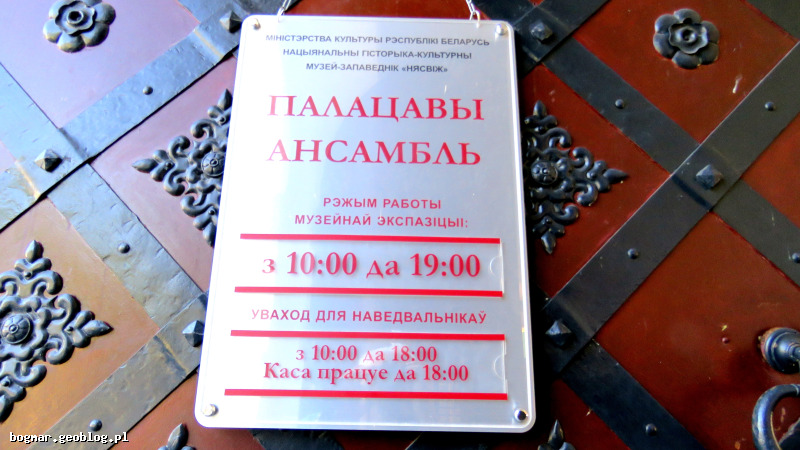 МІНІСТЭРСТВА КУЛЬТУРЫ РЭСПУБЛІКІ БЕЛАРУСЬ
НАЦЫЯНАЛЬНЫ ГІСТОРЫКА-КУЛЬТУРНЫ
МУЗЕЙ-ЗАПАВЕДНІК «НЯСВІЖ»
ПАЛАЦАВЫ
АНСАМБЛЬ
РЭЖЫМ РАБОТЫ
МУЗЕЙНАЙ ЭКСПАЗІЦЫІ:
з 10:00 да 19:00
УВАХОД ДЛЯ НАВЕДВАЛЬНІКАЎ
з 10:00 да 18:00
Каса працуе да 18:00
bogmar.geoblog.pl